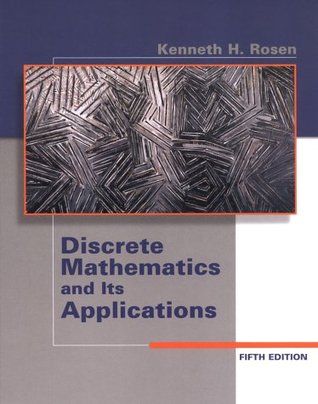 Kenneth H. Rosen
Discrete
Mathematics
and Its
Applications
FIFTH EDITION